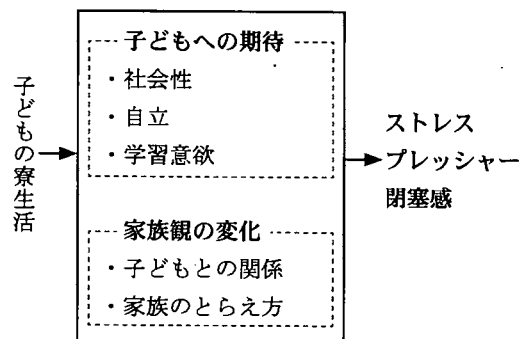 子どもの寮生活
子どもへの期待
・社会性
・自立
・学習意欲
家族観の変化
・子どもとの関係
・家族のとらえ方
ストレス
プレッシャー
閉塞感